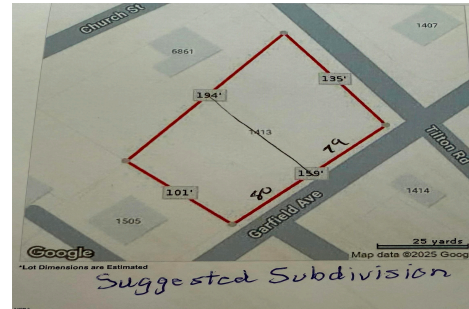 Church St
1407
6861
135'
194'
1413
79
Tilton Rd
159'
101'
80
1414
Garfield Ave
1505
25 yards
Google
Map data ©2025 Goog
*Lot Dimensions are Estimated
Suggested Subdivision